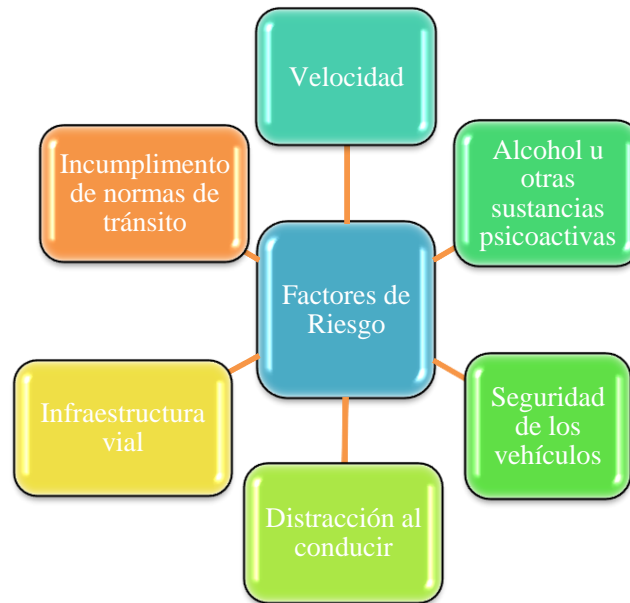 Velocidad
Incumplimento
de normas de
tránsito
Alcohol u
otras
sustancias
psicoactivas
Factores de
Riesgo
Infraestructura
vial
Seguridad
de los
vehículos
Distracción al
conducir